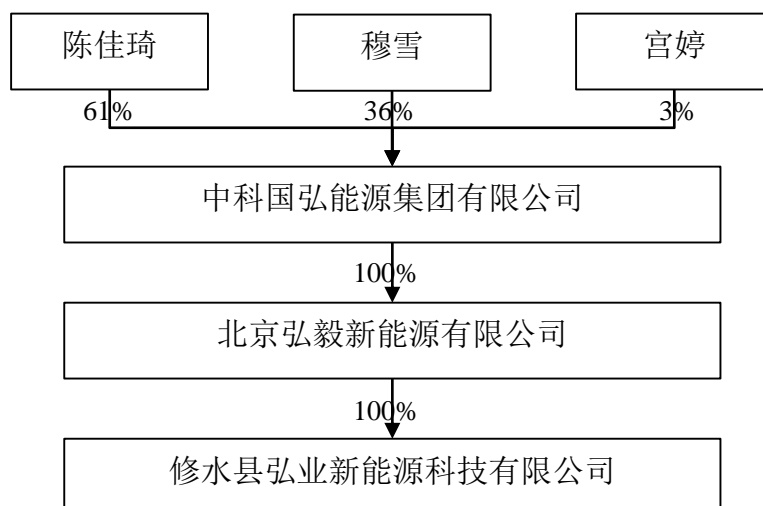 陈佳琦 穆雪 宫婷
61% 36% 3%
中科国弘能源集团有限公司
100%
北京弘毅新能源有限公司
100%
修水县弘业新能源科技有限公司